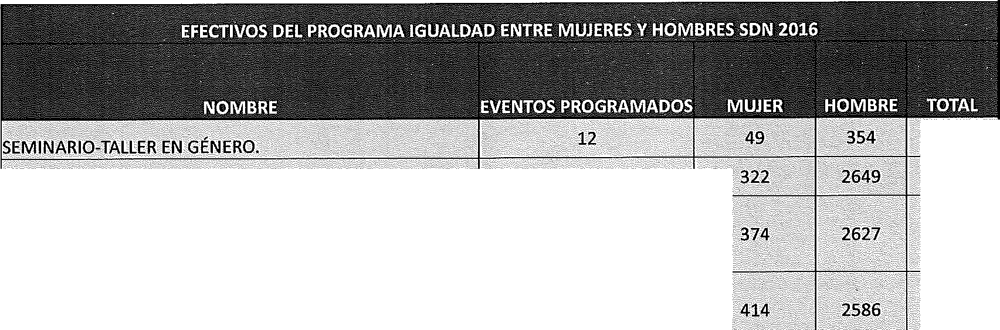 EFECTIVOS DEL PROGRAMA IGUALDAD ENTRE MUJERES Y HOMBRES SDN 2016
NOMBRE EVENTOS PROGRAMADOS MUJER HOMBRE TOTAL
SEMINARIO-TALLER EN GÉNERO. 12 49 354
322 2649
374 2627
414 2586